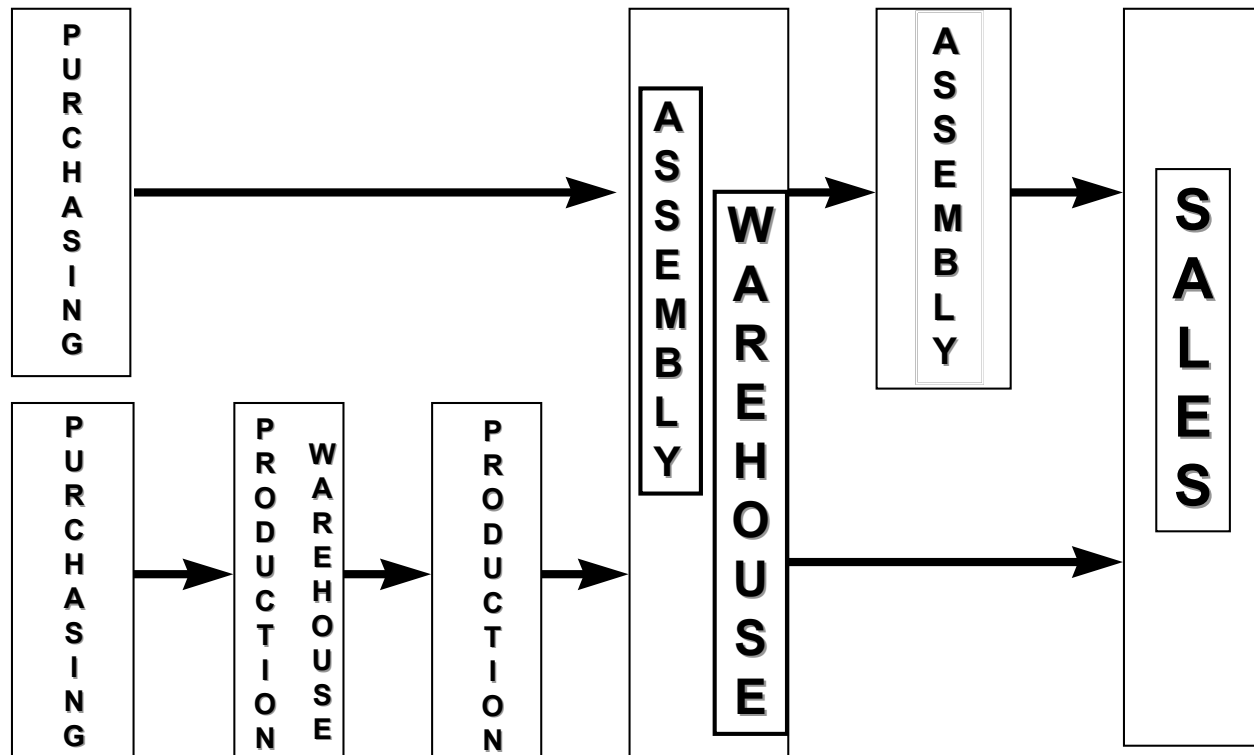 PURCHASING
ASSEMBLY
WAREHOUSE
ASSEMBLY
SALES
PURCHASING
PRODUCTION
WAREHOUSE
PRODUCTION